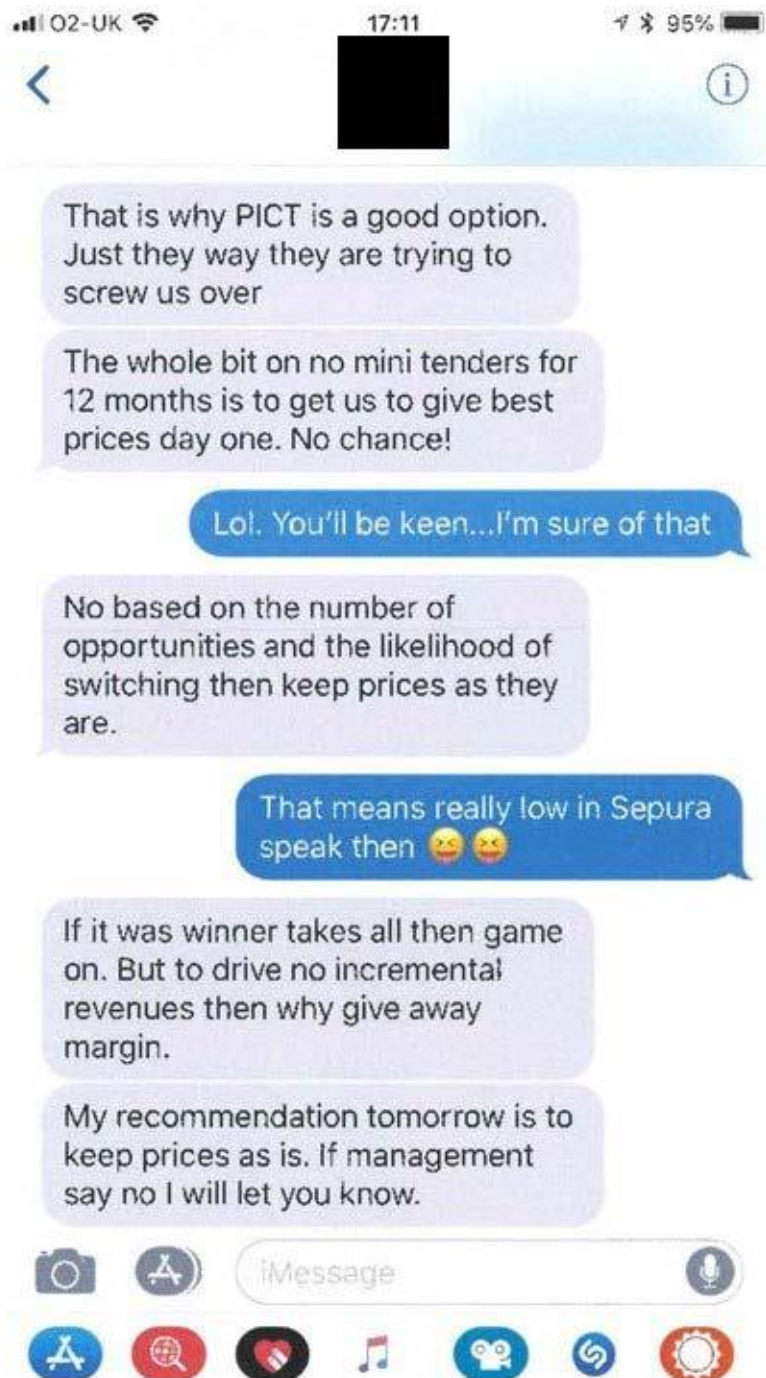 O2-UK
17:11
95%
That is why PICT is a good option.
Just they way they are trying to
screw us over
The whole bit on no mini tenders for
12 months is to get us to give best
prices day one. No chance!
Lol. You'll be keen...I'm sure of that
No based on the number of
opportunities and the likelihood of
switching then keep prices as they
are.
That means really low in Sepura
speak then 😝😝
If it was winner takes all then game
on. But to drive no incremental
revenues then why give away
margin.
My recommendation tomorrow is to
keep prices as is. If management
say no I will let you know.
iMessage